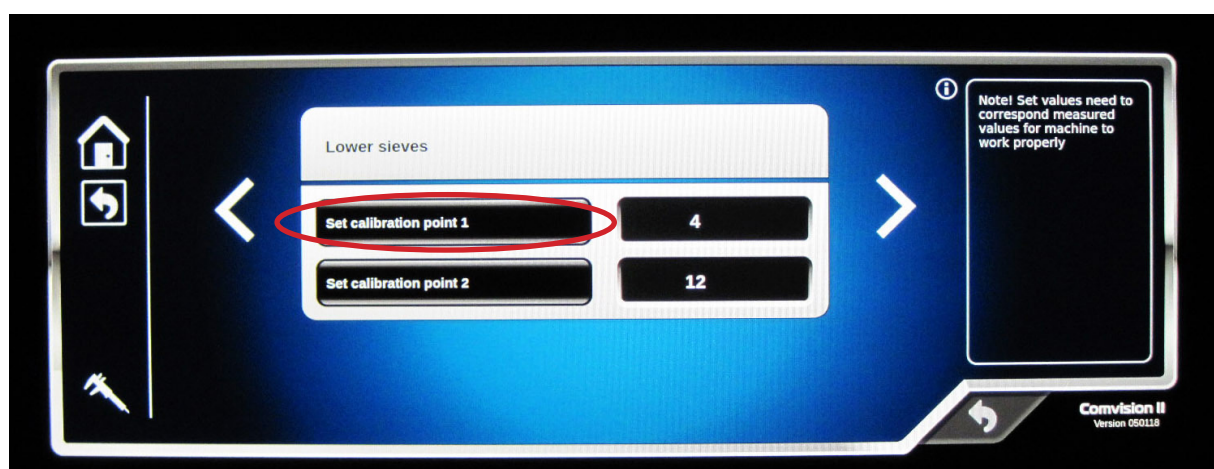 Lower sieves
Set calibration point 1
4
Set calibration point 2
12
Note! Set values need to
correspond measured
values for machine to
work properly
Comvision II
Version 050118